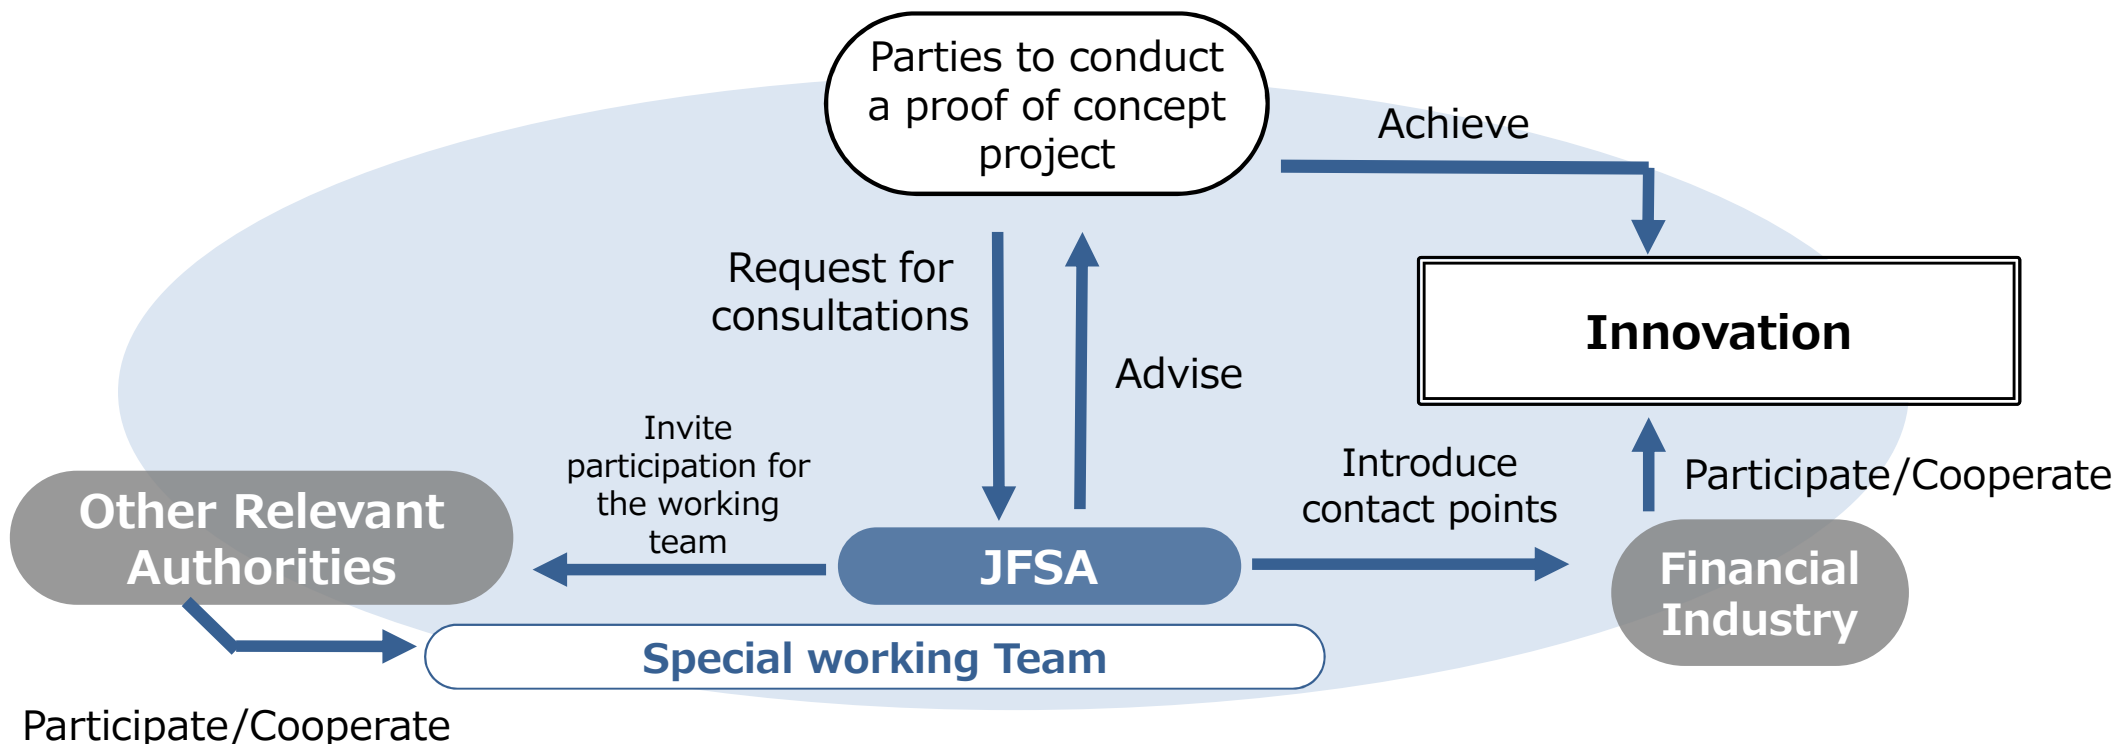 Parties to conduct
a proof of concept
project
Achieve
Request for
consultations
Advise
Innovation
Invite
participation for
the working
team
Introduce
contact points
Participate/Cooperate
Other Relevant
Authorities
JFSA
Financial
Industry
Special working Team
Participate/Cooperate